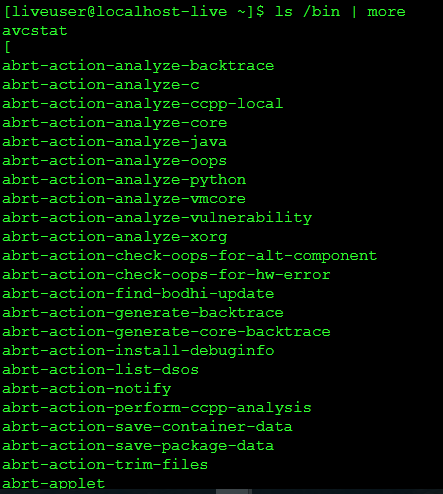 [liveuser@localhost-live ~]$ ls /bin | more
avcstat
[
abrt-action-analyze-backtrace
abrt-action-analyze-c
abrt-action-analyze-ccpp-local
abrt-action-analyze-core
abrt-action-analyze-java
abrt-action-analyze-oops
abrt-action-analyze-python
abrt-action-analyze-vmcore
abrt-action-analyze-vulnerability
abrt-action-analyze-xorg
abrt-action-check-oops-for-alt-component
abrt-action-check-oops-for-hw-error
abrt-action-find-bodhi-update
abrt-action-generate-backtrace
abrt-action-generate-core-backtrace
abrt-action-install-debuginfo
abrt-action-list-dsos
abrt-action-notify
abrt-action-perform-ccpp-analysis
abrt-action-save-container-data
abrt-action-save-package-data
abrt-action-trim-files
abrt-applet